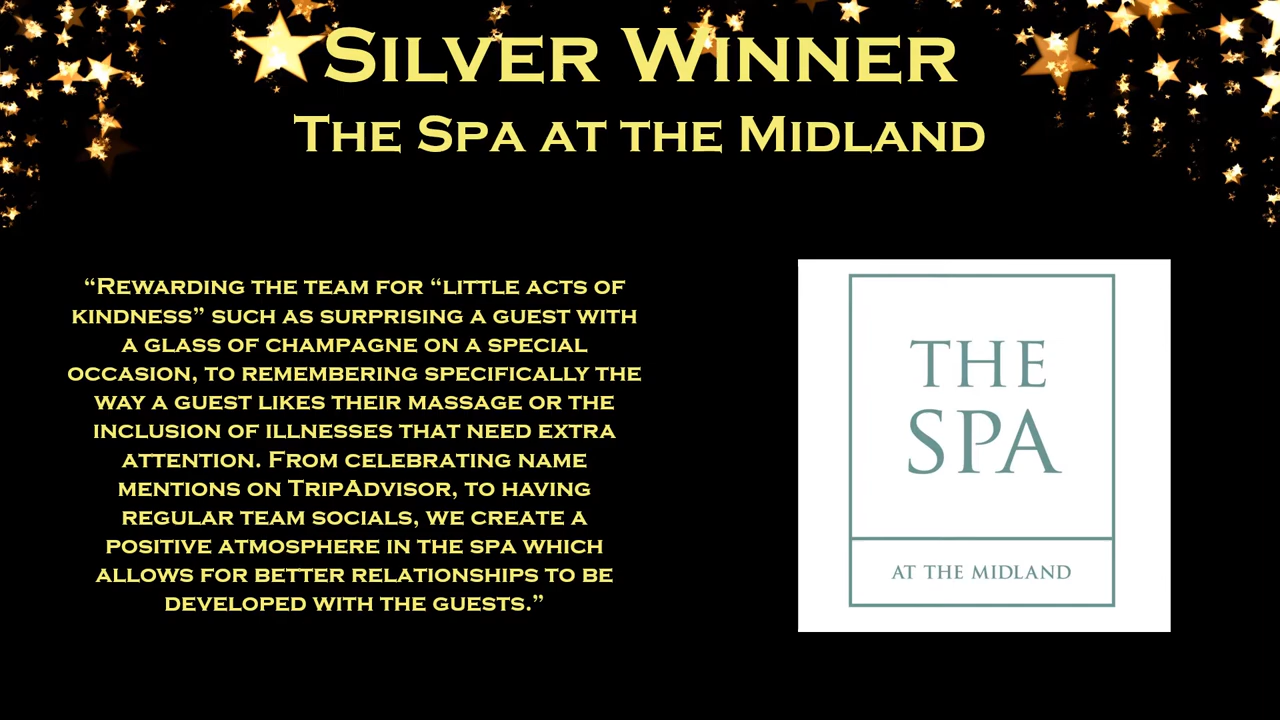 Silver Winner
The Spa at the Midland
“Rewarding the team for “little acts of
kindness” such as surprising a guest with
a glass of champagne on a special
occasion, to remembering specifically the
way a guest likes their massage or the
inclusion of illnesses that need extra
attention. From celebrating name
mentions on TripAdvisor, to having
regular team socials, we create a
positive atmosphere in the spa which
allows for better relationships to be
developed with the guests.”
THE
SPA
AT THE MIDLAND